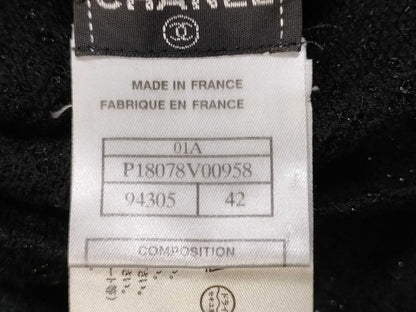 CHANEL
MADE IN FRANCE
FABRIQUE EN FRANCE
01A
P18078V00958
94305 42
COMPOSITION